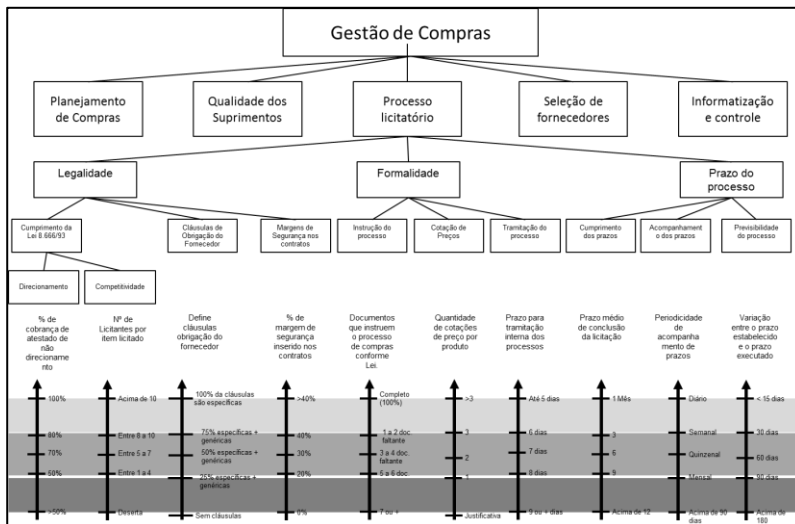 Gestão de Compras
Planejamento
de Compras
Qualidade dos
Suprimentos
Processo
licitatório
Seleção de
fornecedores
Informatização
e controle
Legalidade
Formalidade
Prazo do
processo
Cumprimento da
Lei 8.666/93
Cláusulas de
Obrigação do
Fornecedor
Margens de
Segurança nos
contratos
Instrução do
processo
Cotação de
Preços
Tramitação do
processo
Cumprimento
dos prazos
Acompanhament
o dos prazos
Previsibilidade
do processo
Direcionamento
Competitividade
% de
cobrança de
atestado de
não
direcioname
nto
Nº de
Licitantes por
item licitado
Define
cláusulas
obrigação do
fornecedor
% de
margem de
segurança
inserido nos
contratos
Documentos
que instruem
o processo
de compras
conforme
Lei.
Quantidade
de cotações
de preço por
produto
Prazo para
tramitação
interna dos
processos
Prazo médio
de conclusão
da licitação
Periodicidade
de
acompanha
mento de
prazos
Variação
entre o prazo
estabelecido
e o prazo
executado
100%
80%
70%
50%
>50%
Acima de 10
Entre 8 a 10
Entre 5 a 7
Entre 1 a 4
Deserta
100% da cláusulas
são específicas
75% específicas +
genéricas
50% específicas +
genéricas
25% específicas +
genéricas
Sem cláusulas
>40%
40%
30%
20%
0%
Completo
(100%)
1 a 2 doc.
faltante
3 a 4 doc.
faltante
5 a 6 doc.
7 ou +
>3
3
2
1
Justificativa
Até 5 dias
6 dias
7 dias
8 dias
9 ou + dias
1 Mês
3
6
9
Acima de 12
Diário
Semanal
Quinzenal
Mensal
Acima de 90
dias
< 15 dias
30 dias
60 dias
90 dias
Acima de
180